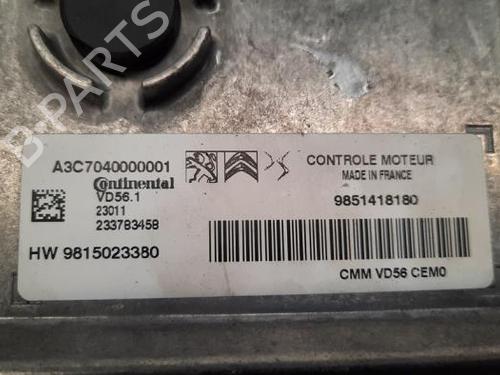 B-PARTS
A3C7040000001
Continental
VD56.1
23011
233783458
HW 9815023380
CONTROLE MOTEUR
MADE IN FRANCE
9851418180
CMM VD56 CEM0